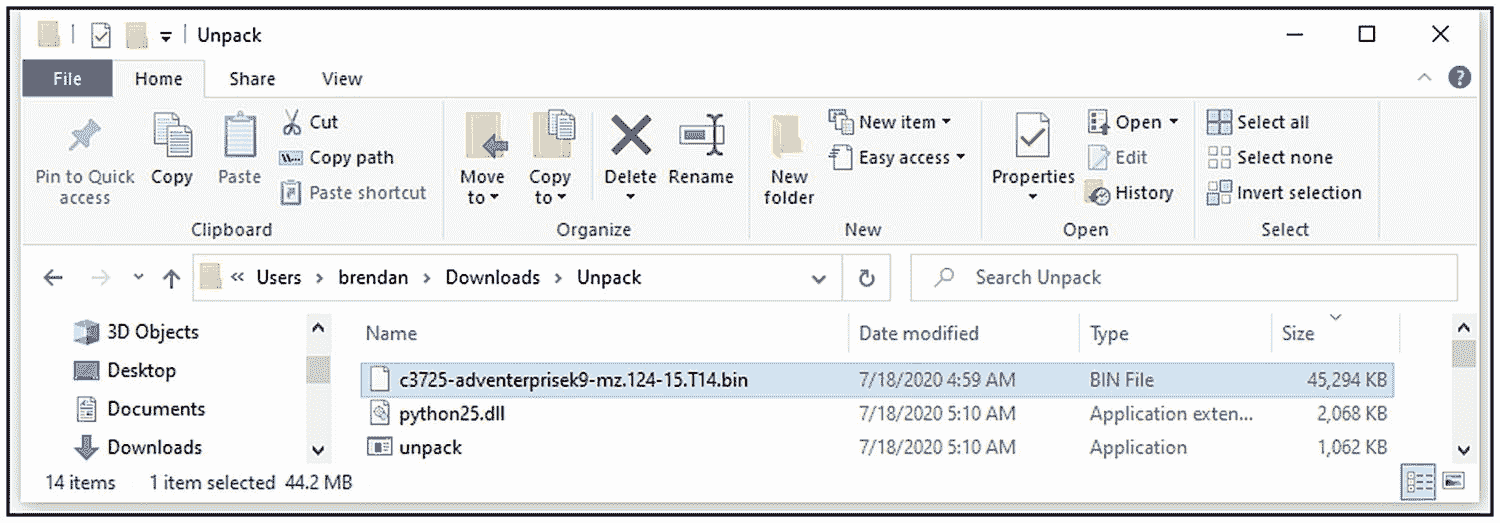 Unpack
File Home Share View
Pin to Quick access
Copy
Paste
Cut
Copy path
Paste shortcut
Clipboard
Move to
Copy to
Delete
Rename
Organize
New folder
New item
Easy access
New
Properties
Open
Edit
History
Open
Select all
Select none
Invert selection
Select
« Users › brendan › Downloads › Unpack
Search Unpack
3D Objects
Desktop
Documents
Downloads
Name Date modified Type Size
c3725-adventerprisek9-mz.124-15.T14.bin 7/18/2020 4:59 AM BIN File 45,294 KB
python25.dll 7/18/2020 5:10 AM Application exten... 2,068 KB
unpack 7/18/2020 5:10 AM Application 1,062 KB
14 items 1 item selected 44.2 MB